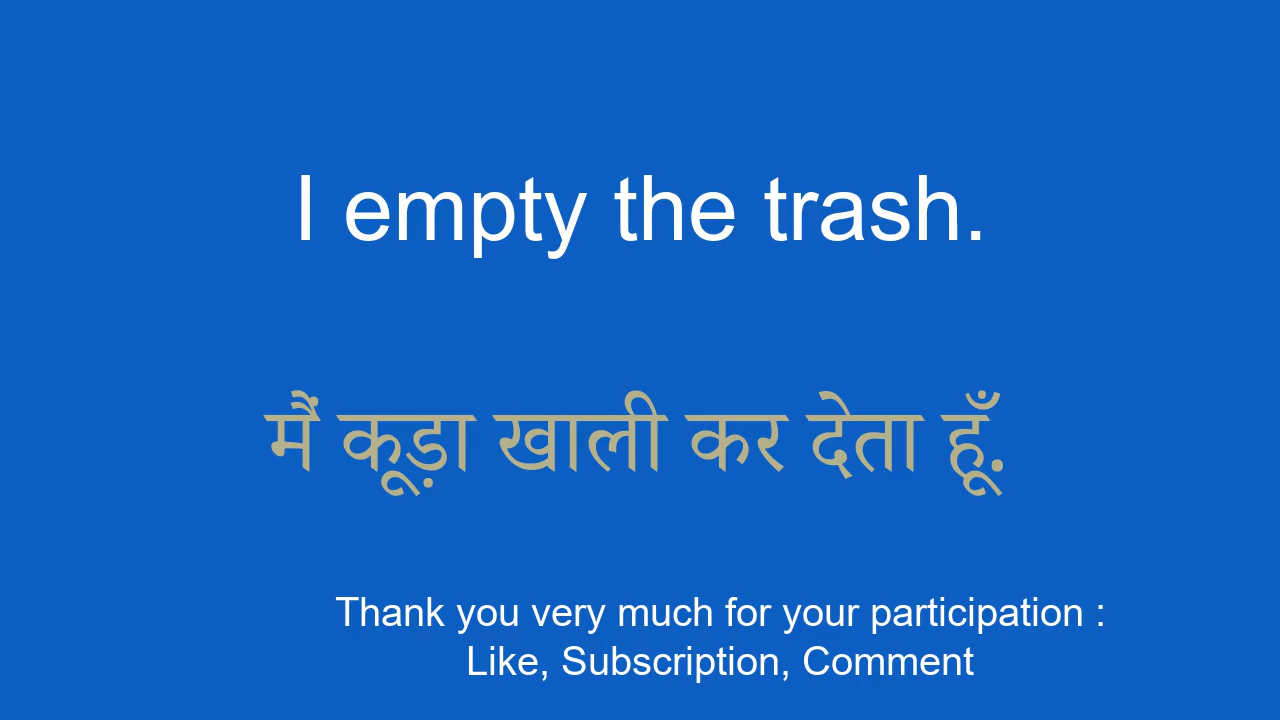 I empty the trash.
मैं कूड़ा खाली कर देता हूँ.
Thank you very much for your participation :
Like, Subscription, Comment